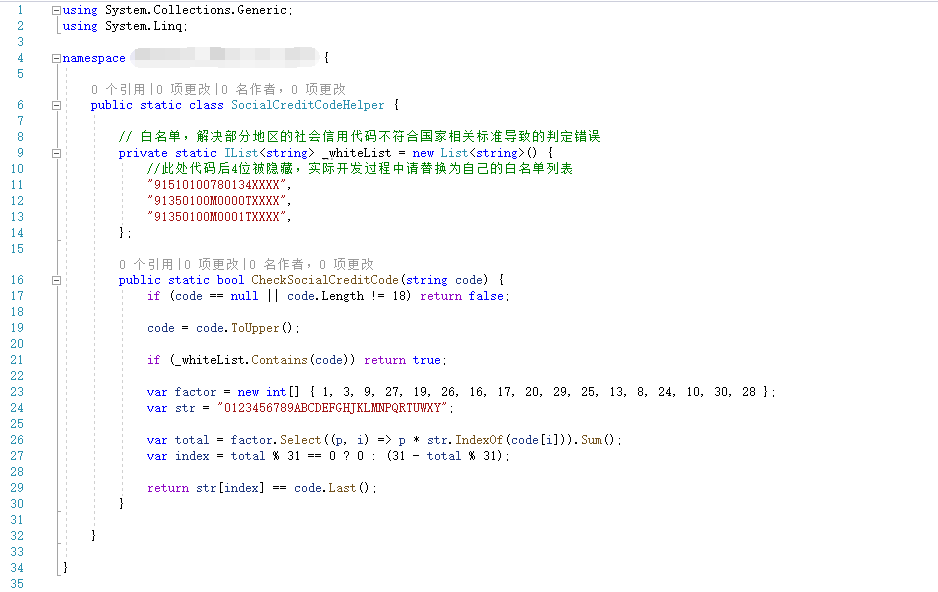 1 using System.Collections.Generic;
2 using System.Linq;
3
4 namespace {
5
0 个引用|0 项更改|0 名作者，0 项更改
6 public static class SocialCreditCodeHelper {
7
8 // 白名单，解决部分地区的社会信用代码不符合国家相关标准导致的判定错误
9 private static IList<string> _whiteList = new List<string>() {
10 //此处代码后4位被隐藏，实际开发过程中请替换为自己的白名单列表
11 "91510100780134XXXX",
12 "91350100M0000TXXXX",
13 "91350100M0001TXXXX",
14 };
15
0 个引用|0 项更改|0 名作者，0 项更改
16 public static bool CheckSocialCreditCode(string code) {
17 if (code == null || code.Length != 18) return false;
18
19 code = code.ToUpper();
20
21 if (_whiteList.Contains(code)) return true;
22
23 var factor = new int[] { 1, 3, 9, 27, 19, 26, 16, 17, 20, 29, 25, 13, 8, 24, 10, 30, 28 };
24 var str = "0123456789ABCDEFGHJKLMNPQRTUWXY";
25
26 var total = factor.Select((p, i) => p * str.IndexOf(code[i])).Sum();
27 var index = total % 31 == 0 ? 0 : (31 - total % 31);
28
29 return str[index] == code.Last();
30 }
31
32 }
33
34 }
35